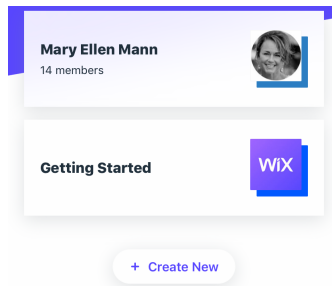 Mary Ellen Mann
14 members
Getting Started
WiX
+ Create New